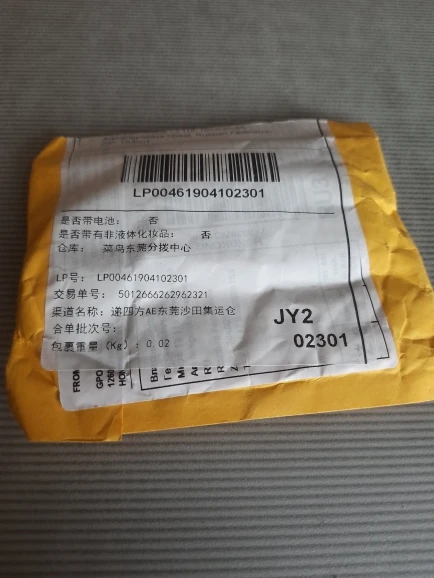 LP00461904102301
是否带电池： 否
是否带有非液体化妆品： 否
仓库： 菜鸟东莞分拨中心
LP号： LP00461904102301
交易单号： 5012666262962321
渠道名称：递四方AE东莞沙田集运仓
合单批次号：
包裹重量（Kg）：0.02
JY2
02301
FROM
GPO